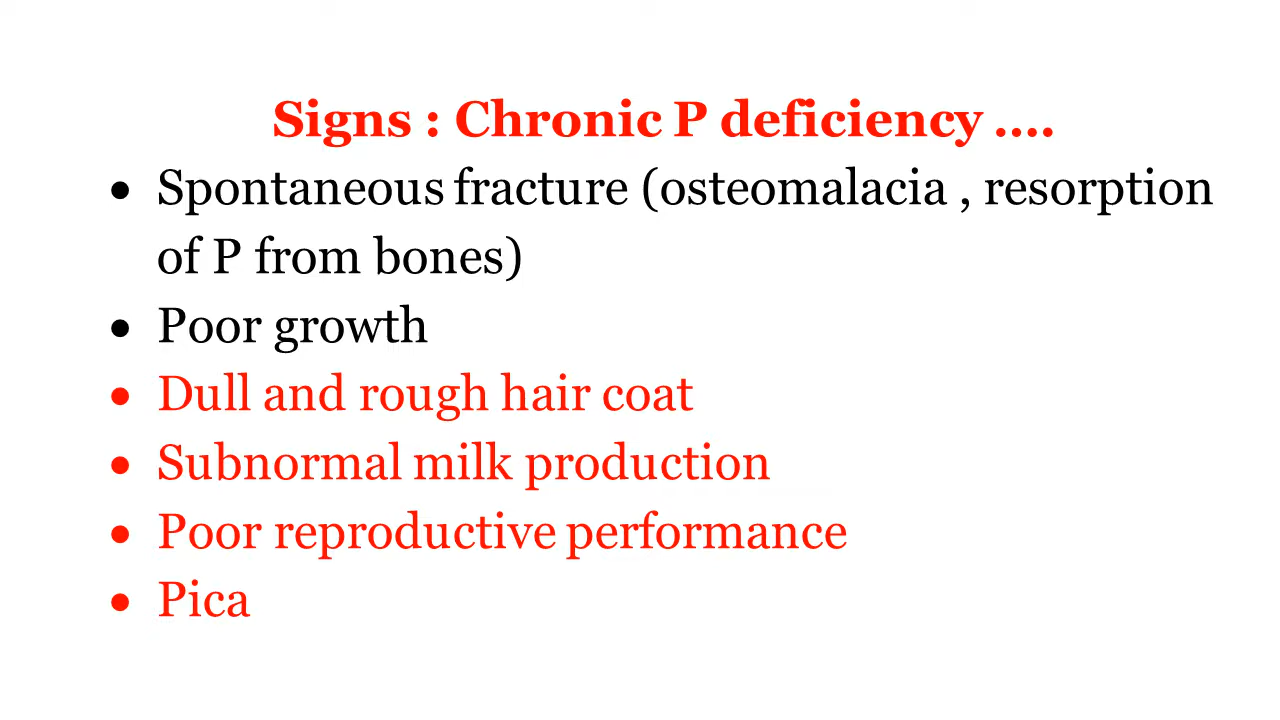 Signs : Chronic P deficiency ....
• Spontaneous fracture (osteomalacia , resorption
of P from bones)
• Poor growth
• Dull and rough hair coat
• Subnormal milk production
• Poor reproductive performance
• Pica